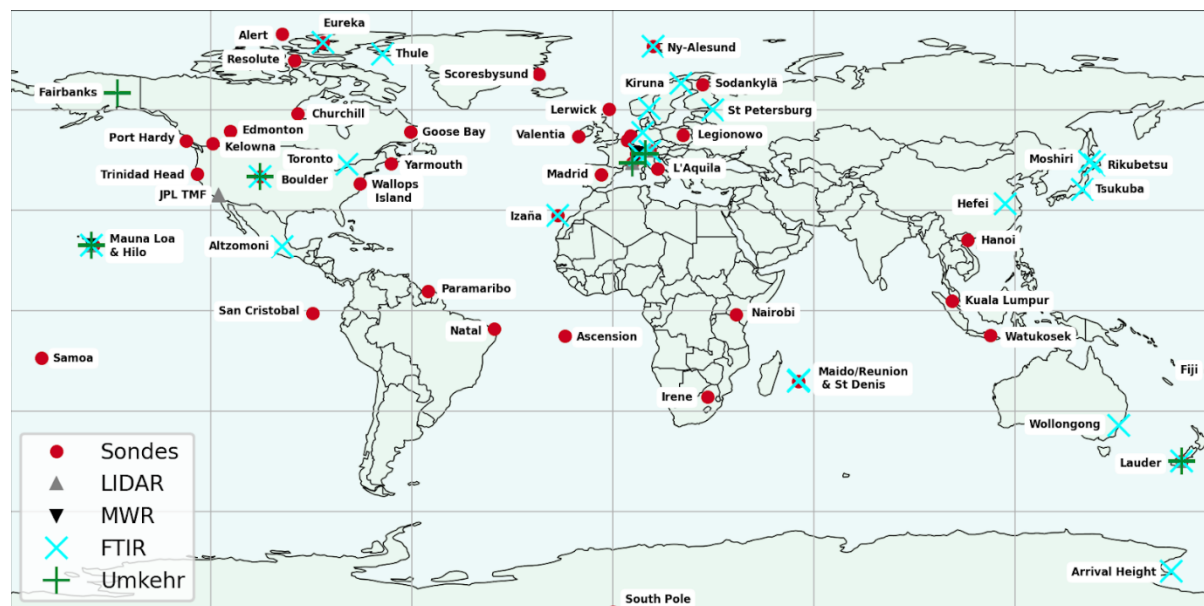 Eureka
Alert
Thule
Ny-Alesund
Resolute
Scoresbysund
Kiruna
Sodankylä
Fairbanks
Churchill
Lerwick
St Petersburg
Port Hardy
Edmonton
Goose Bay
Valentia
Legionowo
Kelowna
Toronto
Yarmouth
Moshiri
Rikubetsu
Trinidad Head
Boulder
Madrid
L'Aquila
JPL TMF
Wallops
Island
Tsukuba
Izaña
Hefei
Mauna Loa
& Hilo
Altzomoni
Hanoi
Paramaribo
Kuala Lumpur
San Cristobal
Nairobi
Natal
Ascension
Watukosek
Samoa
Maido/Reunion
& St Denis
Fiji
Irene
Wollongong
Lauder
Sondes
LIDAR
MWR
FTIR
Umkehr
Arrival Height
South Pole